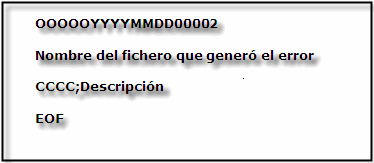 OOOOOYYYYMMDD00002
Nombre del fichero que generó el error
CCCC;Descripción
EOF